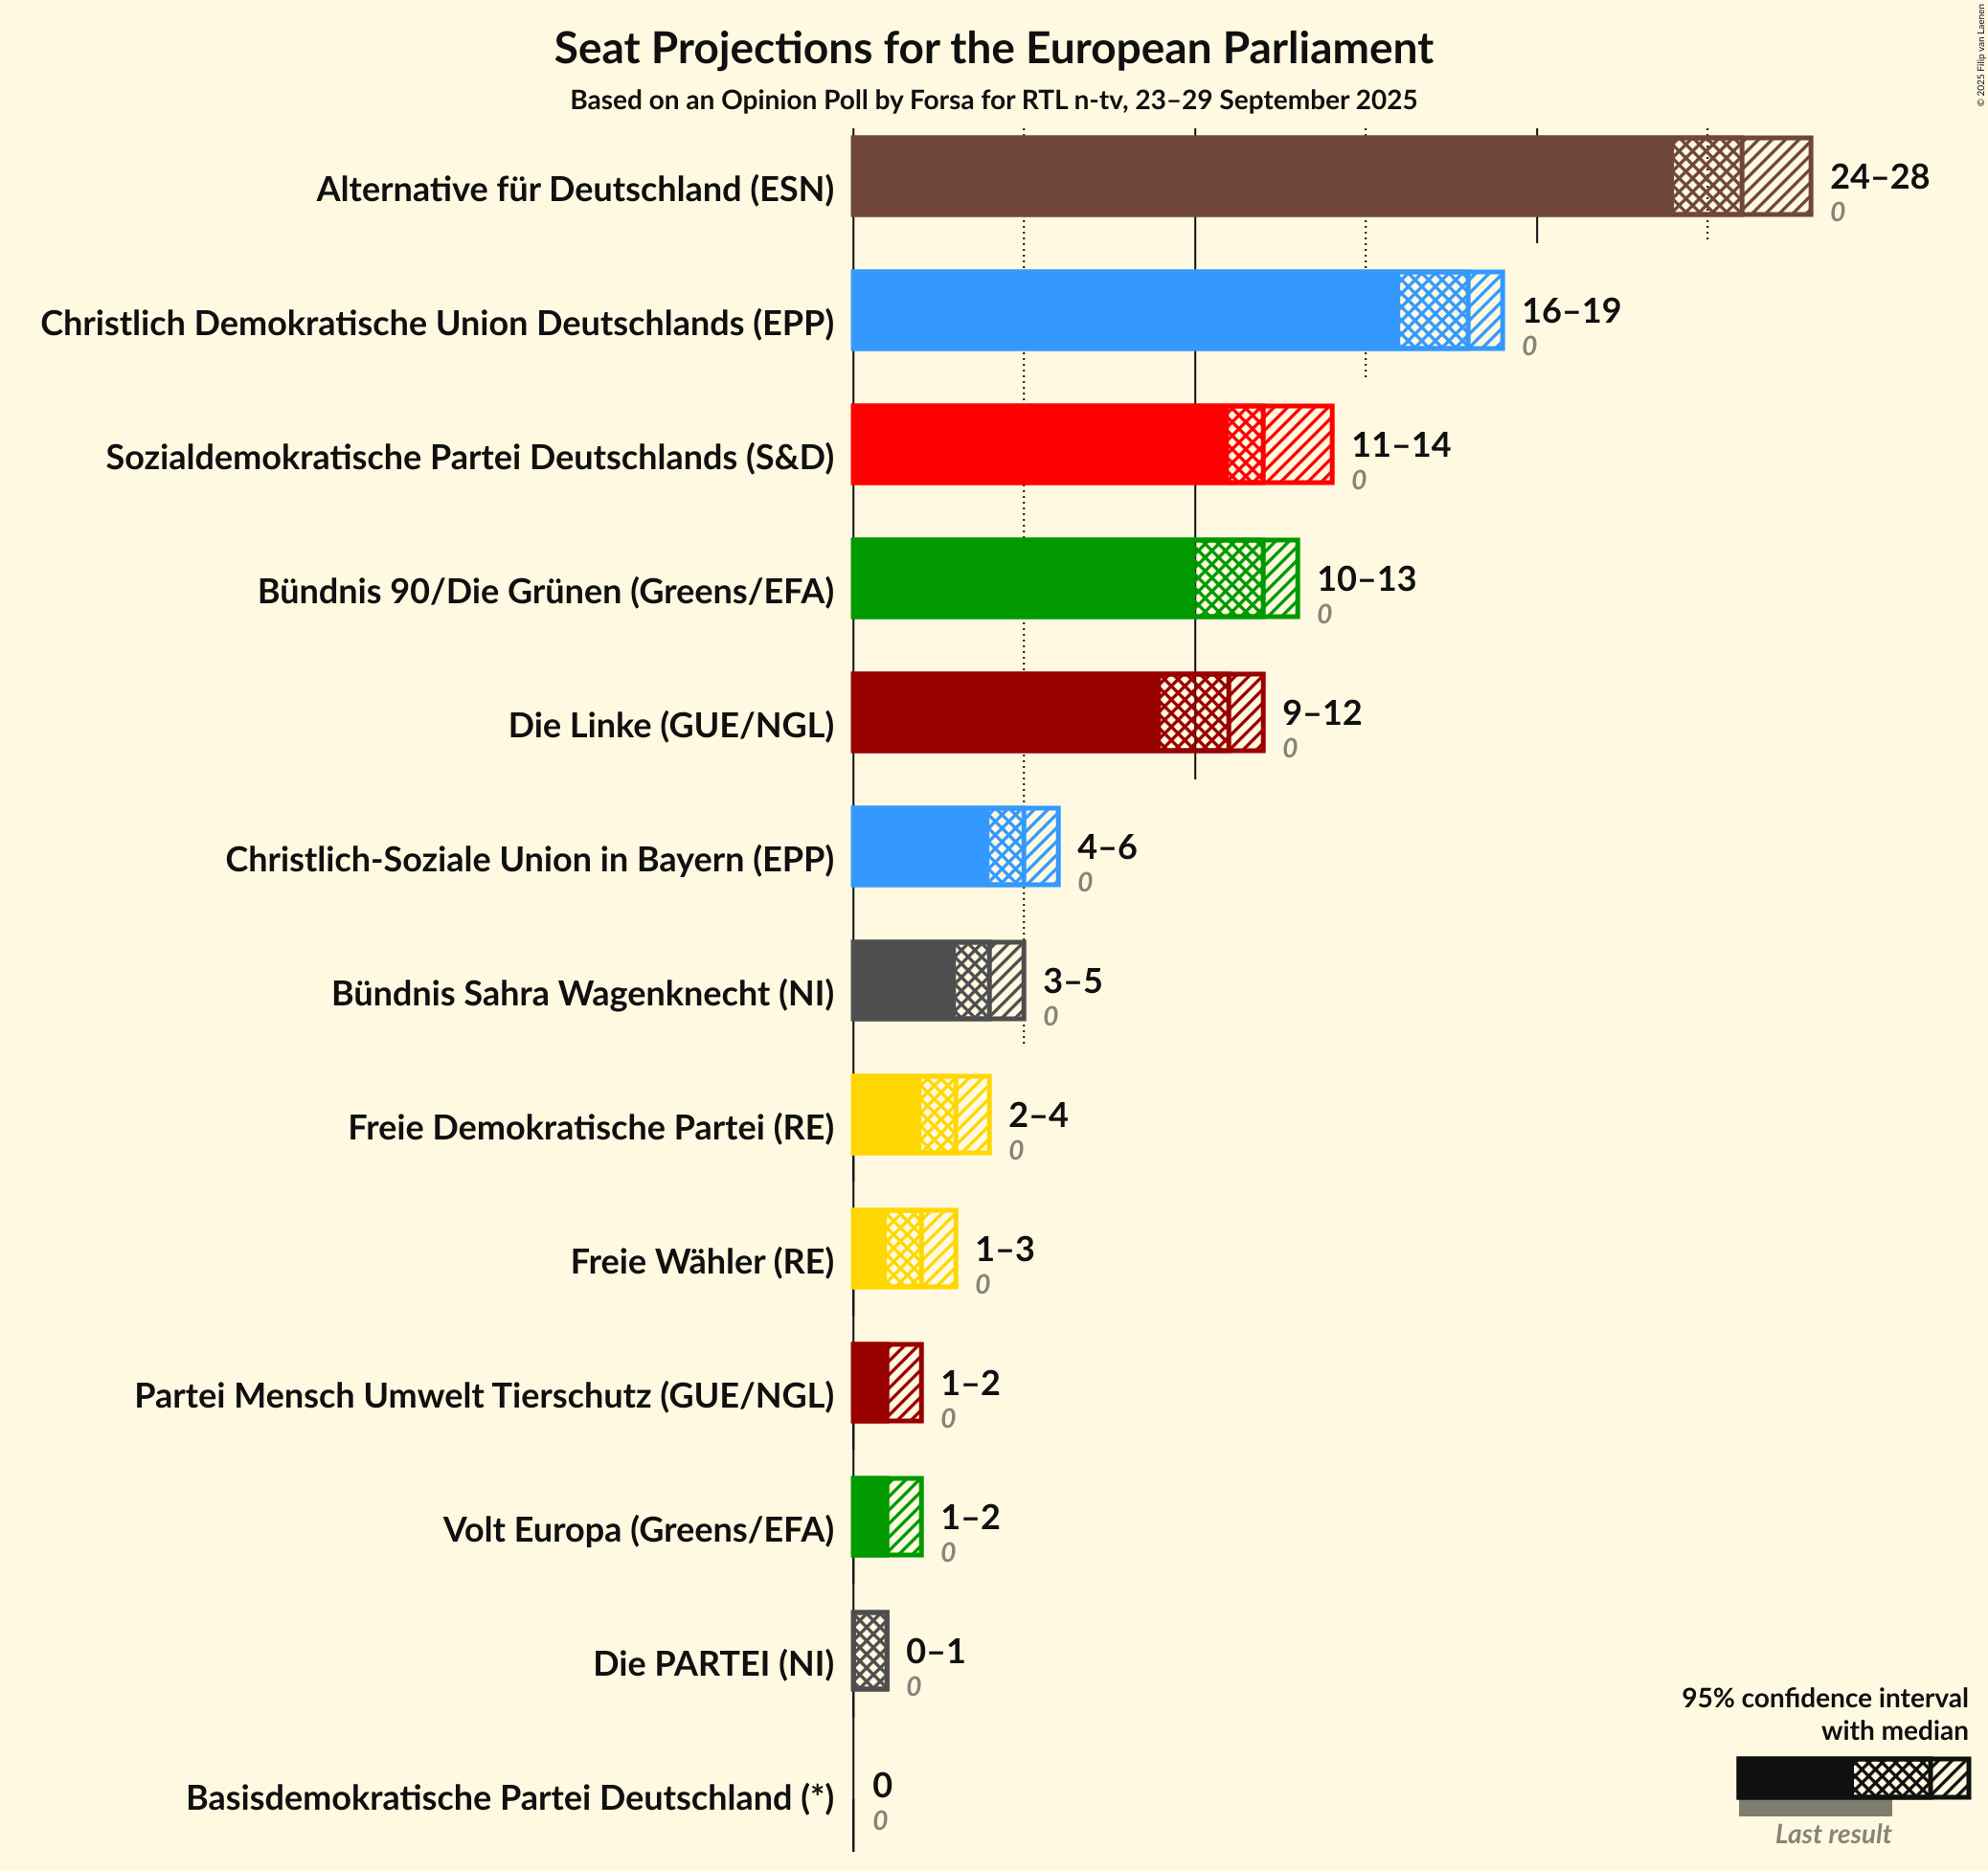 Seat Projections for the European Parliament
Based on an Opinion Poll by Forsa for RTL n-tv, 23–29 September 2025
© 2025 Filip van Laenen
Alternative für Deutschland (ESN)
24–28
0
Christlich Demokratische Union Deutschlands (EPP)
16–19
0
Sozialdemokratische Partei Deutschlands (S&D)
11–14
0
Bündnis 90/Die Grünen (Greens/EFA)
10–13
0
Die Linke (GUE/NGL)
9–12
0
Christlich-Soziale Union in Bayern (EPP)
4–6
0
Bündnis Sahra Wagenknecht (NI)
3–5
0
Freie Demokratische Partei (RE)
2–4
0
Freie Wähler (RE)
1–3
0
Partei Mensch Umwelt Tierschutz (GUE/NGL)
1–2
0
Volt Europa (Greens/EFA)
1–2
0
Die PARTEI (NI)
0–1
0
Basisdemokratische Partei Deutschland (*)
0
0
95% confidence interval
with median
Last result